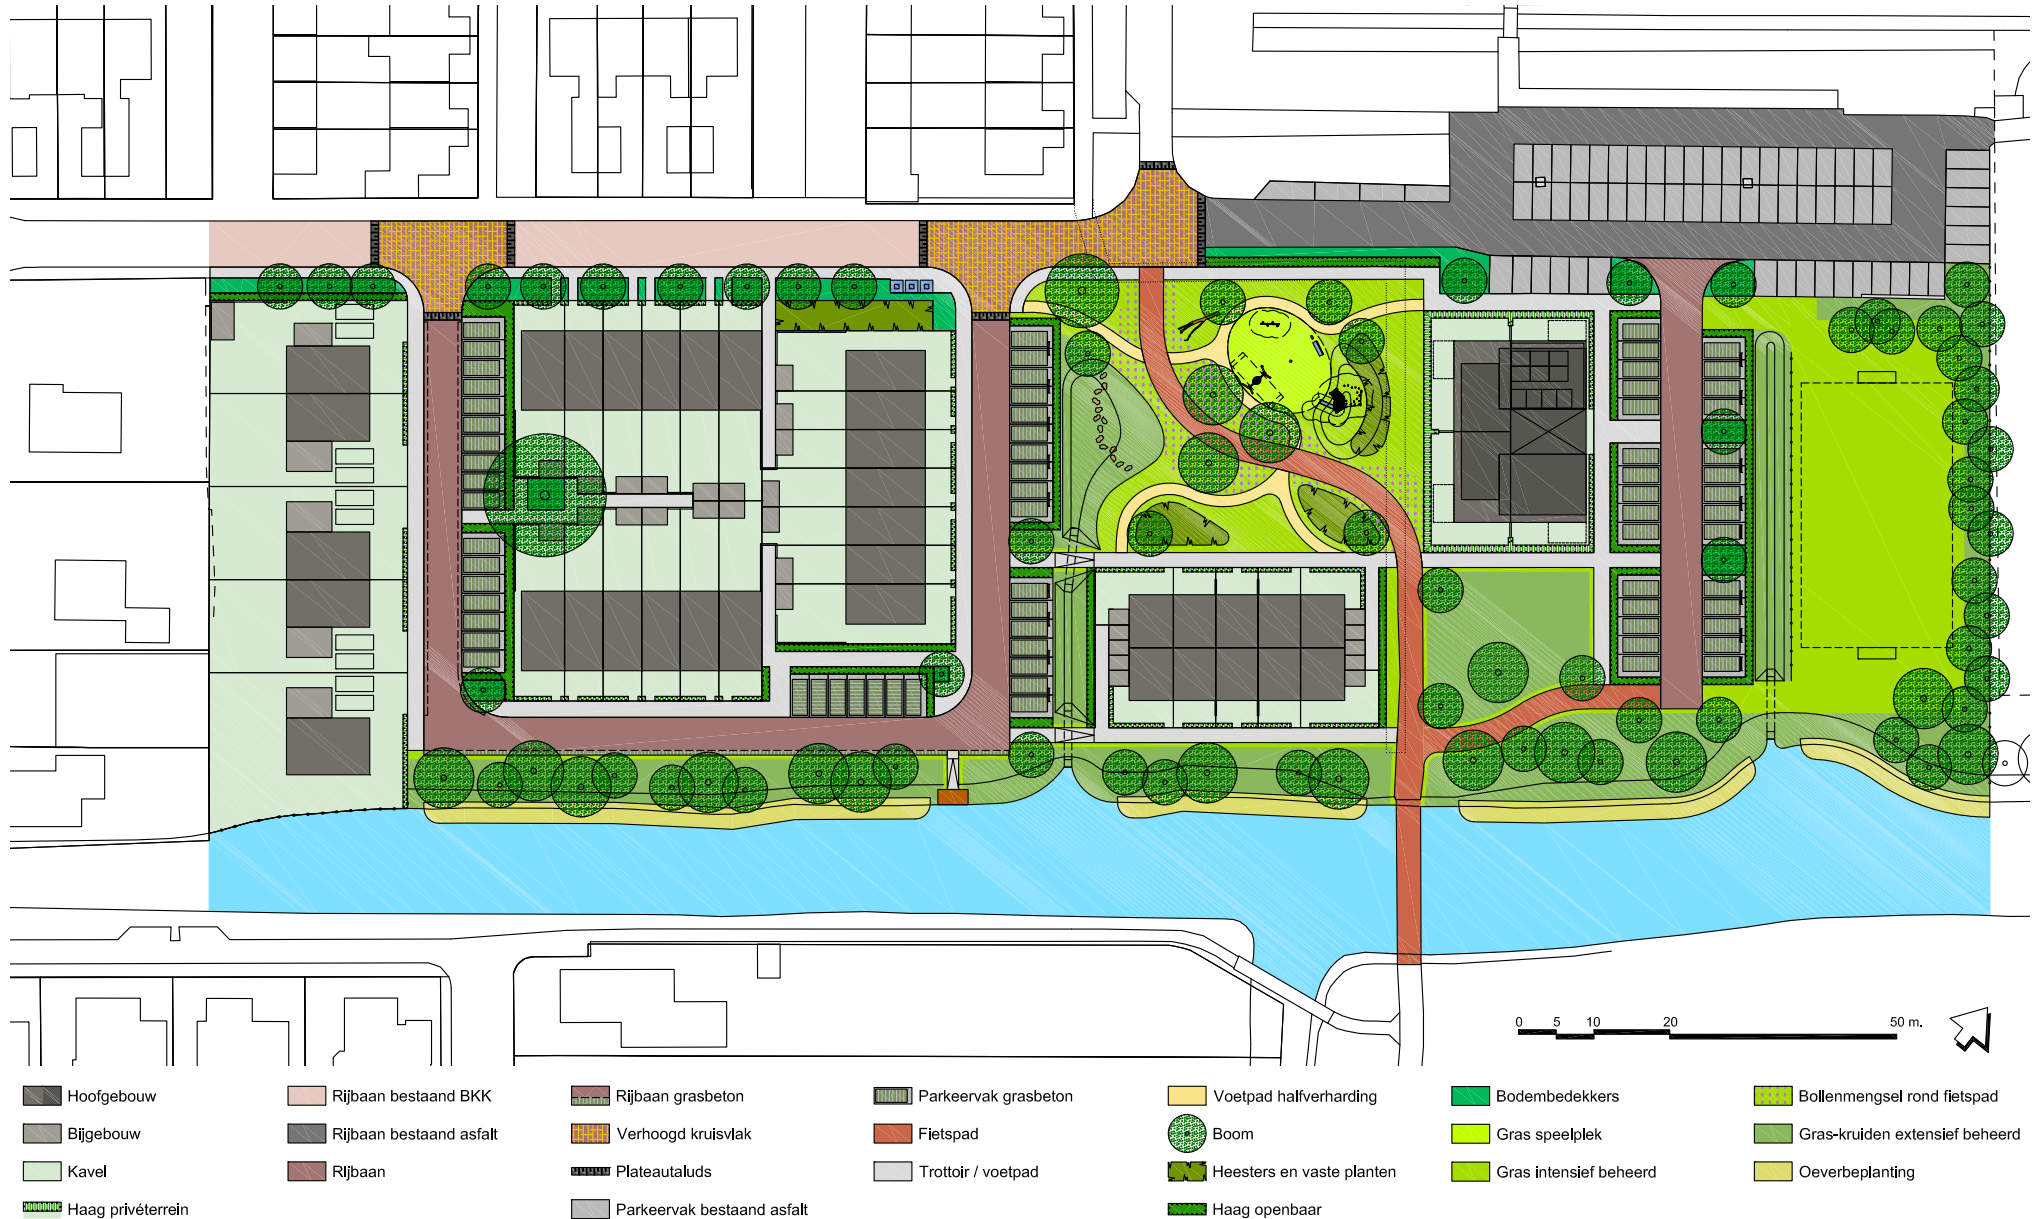 0 5 10 20 50 m.
Hoofgebouw
Bijgebouw
Kavel
Haag privéterrein
Rijbaan bestaand BKK
Rijbaan bestaand asfalt
RIjbaan
Rijbaan grasbeton
Verhoogd kruisvlak
Plateautaluds
Parkeervak bestaand asfalt
Parkeervak grasbeton
Fietspad
Trottoir / voetpad
Voetpad halfverharding
Boom
Heesters en vaste planten
Haag openbaar
Bodembedekkers
Gras speelplek
Gras intensief beheerd
Bollenmengsel rond fietspad
Gras-kruiden extensief beheerd
Oeverbeplanting